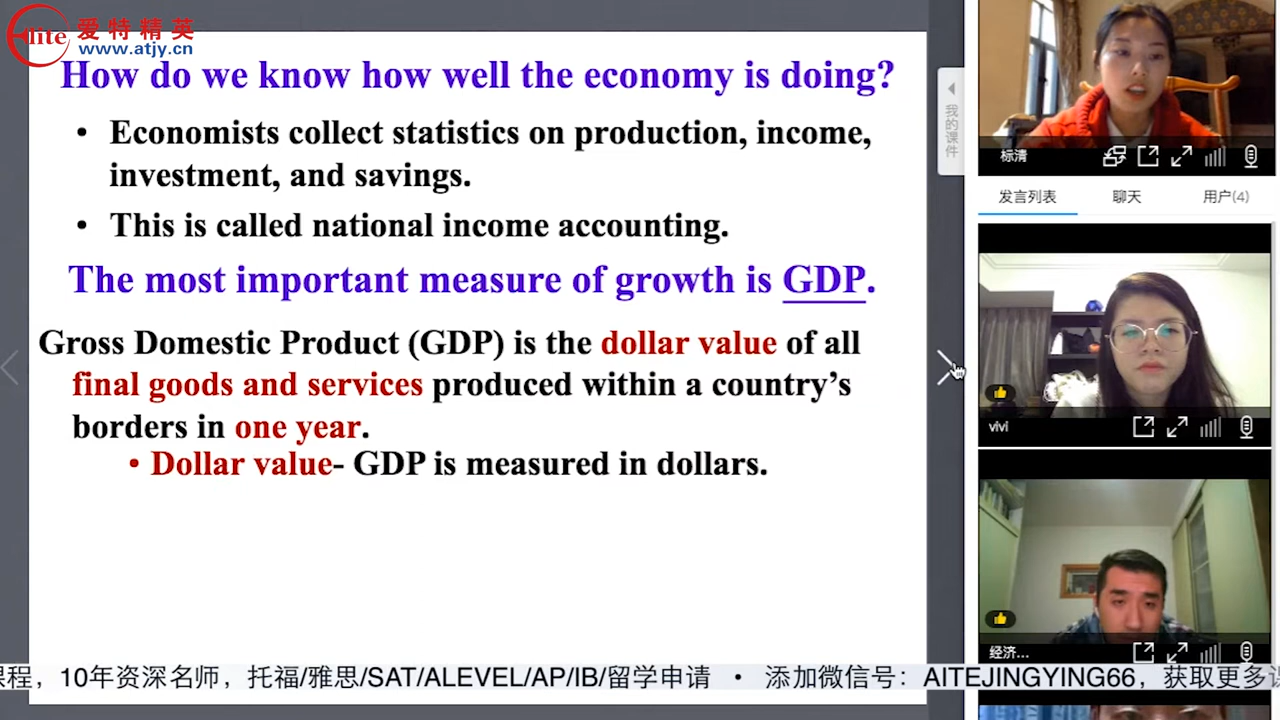 Elite
爱特精英
www.atjy.cn
How do we know how well the economy is doing?
• Economists collect statistics on production, income,
investment, and savings.
• This is called national income accounting.
The most important measure of growth is GDP.
Gross Domestic Product (GDP) is the dollar value of all
final goods and services produced within a country’s
borders in one year.
• Dollar value- GDP is measured in dollars.
我的课件
标清
发言列表
聊天
用户(4)
vivi
经济...
课程，10年资深名师，托福/雅思/SAT/ALEVEL/AP/IB/留学申请 • 添加微信号：AITEJINGYING66，获取更多课